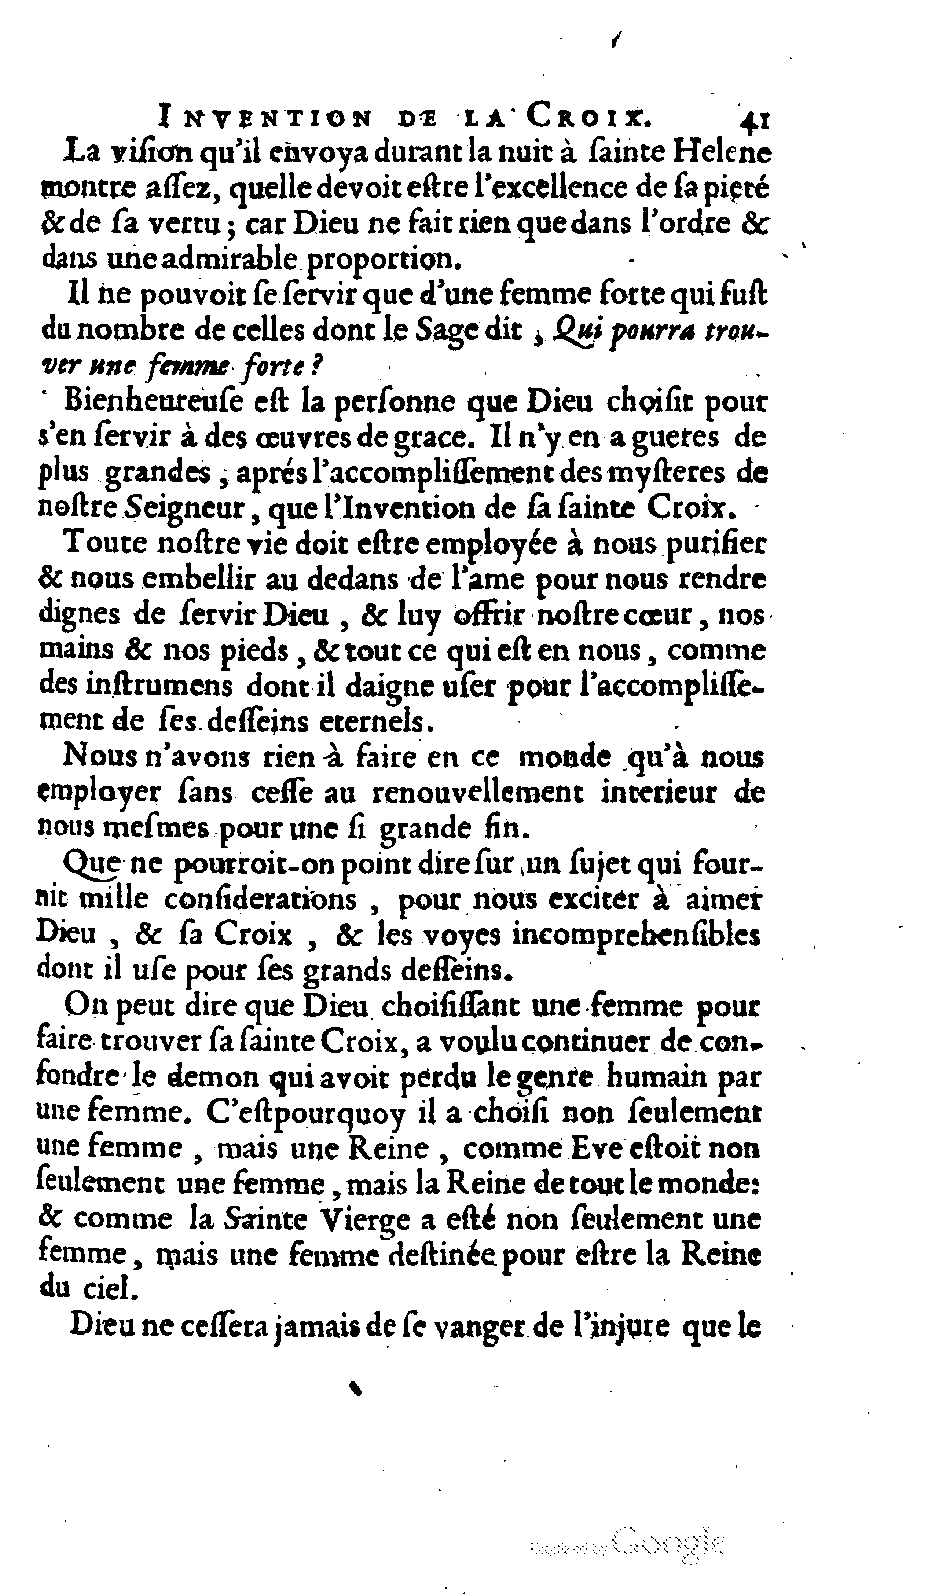 INVENTION DE LA CROIX. 41
La viſion qu'il envoya durant la nuit à ſainte Helene
montre aſſez, quelle devoit eſtre l'excellence de ſa pieté
& de ſa vertu ; car Dieu ne fait rien que dans l'ordre &
dans une admirable proportion.
Il ne pouvoit ſe ſervir que d'une femme forte qui fuſt
du nombre de celles dont le Sage dit , Qui pourra trou-
ver une femme forte ?
Bienheureuſe eſt la perſonne que Dieu choiſit pour
s'en ſervir à des œuvres de grace. Il n'y en a gueres de
plus grandes , aprés l'accompliſſement des myſteres de
noſtre Seigneur , que l'Invention de ſa ſainte Croix.
Toute noſtre vie doit eſtre employée à nous purifier
& nous embellir au dedans de l'ame pour nous rendre
dignes de ſervir Dieu , & luy offrir noſtre cœur , nos
mains & nos pieds , & tout ce qui eſt en nous , comme
des inſtrumens dont il daigne uſer pour l'accompliſſe-
ment de ſes deſſeins eternels.
Nous n'avons rien à faire en ce monde qu'à nous
employer ſans ceſſe au renouvellement interieur de
nous meſmes pour une ſi grande fin.
Que ne pourroit-on point dire ſur un ſujet qui four-
nit mille conſiderations , pour nous exciter à aimer
Dieu , & ſa Croix , & les voyes incomprehenſibles
dont il uſe pour ſes grands deſſeins.
On peut dire que Dieu choiſiſſant une femme pour
faire trouver ſa ſainte Croix, a voulu continuer de con-
fondre le demon qui avoit perdu le genre humain par
une femme. C'eſtpourquoy il a choiſi non ſeulement
une femme , mais une Reine , comme Eve eſtoit non
ſeulement une femme , mais la Reine de tout le monde:
& comme la Sainte Vierge a eſté non ſeulement une
femme , mais une femme deſtinée pour eſtre la Reine
du ciel.
Dieu ne ceſſera jamais de ſe vanger de l'injure que le
Google